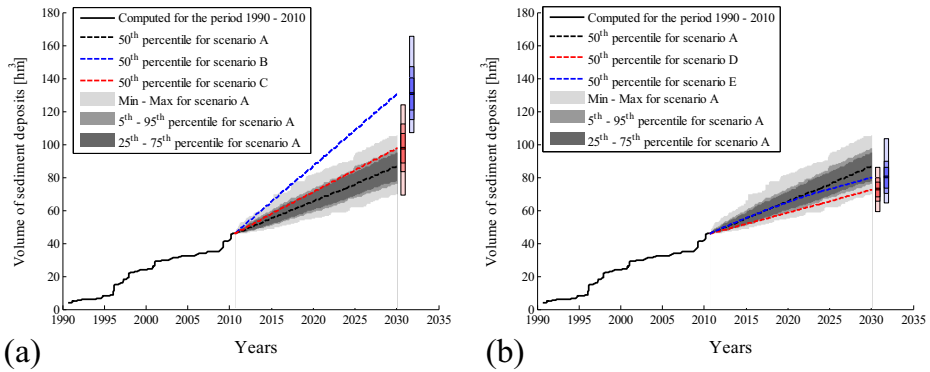 Computed for the period 1990 - 2010
50th percentile for scenario A
50th percentile for scenario B
50th percentile for scenario C
Min - Max for scenario A
5th - 95th percentile for scenario A
25th - 75th percentile for scenario A
Volume of sediment deposits [hm3]
180
160
140
120
100
80
60
40
20
0
1990 1995 2000 2005 2010 2015 2020 2025 2030 2035
Years
(a)
Computed for the period 1990 - 2010
50th percentile for scenario A
50th percentile for scenario D
50th percentile for scenario E
Min - Max for scenario A
5th - 95th percentile for scenario A
25th - 75th percentile for scenario A
Volume of sediment deposits [hm3]
180
160
140
120
100
80
60
40
20
0
1990 1995 2000 2005 2010 2015 2020 2025 2030 2035
Years
(b)